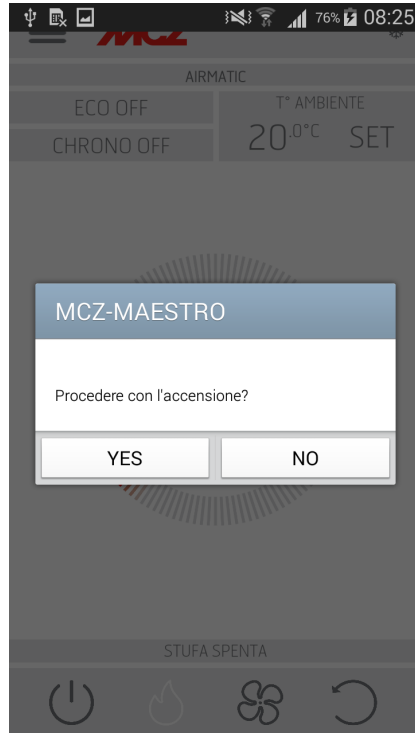 76% 08:25
MCZ
AIRMATIC
ECO OFF
T° AMBIENTE
CHRONO OFF
20.0°C SET
MCZ-MAESTRO
Procedere con l'accensione?
YES NO
STUFA SPENTA